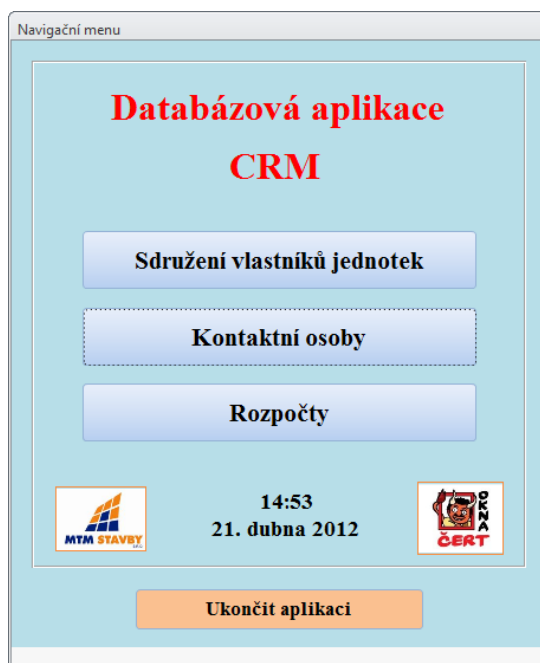 Navigační menu
Databázová aplikace
CRM
Sdružení vlastníků jednotek
Kontaktní osoby
Rozpočty
MTM STAVBY
14:53
21. dubna 2012
OKNA
ČERT
Ukončit aplikaci